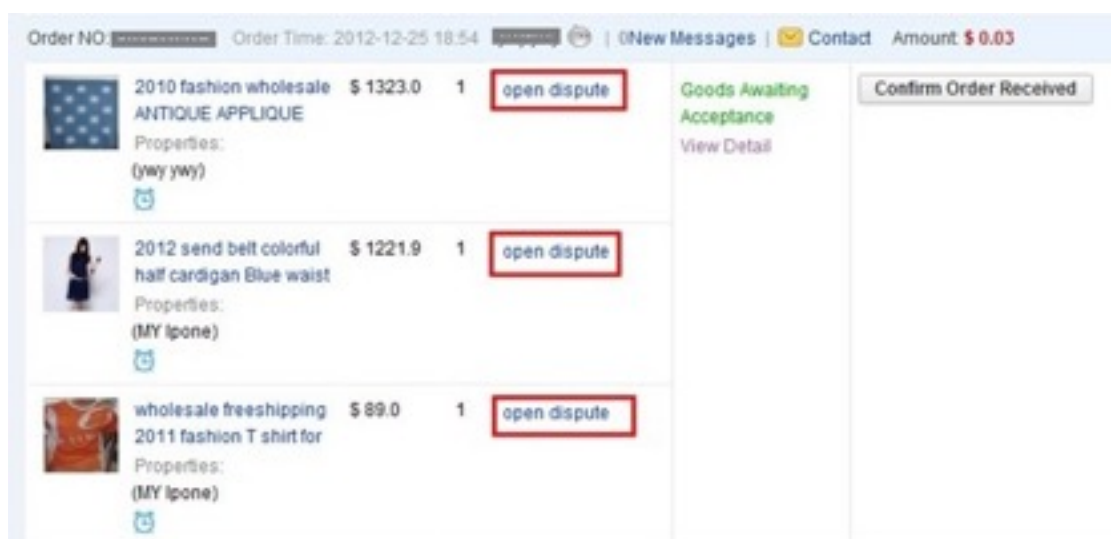 Order NO: Order Time: 2012-12-25 18:54 | 0New Messages | Contact Amount: $ 0.03
2010 fashion wholesale $ 1323.0 1 open dispute Goods Awaiting Confirm Order Received
ANTIQUE APPLIQUE Acceptance
Properties: View Detail
(ywy ywy)
2012 send belt colorful $ 1221.9 1 open dispute
half cardigan Blue waist
Properties:
(MY Ipone)
wholesale freeshipping $ 89.0 1 open dispute
2011 fashion T shirt for
Properties:
(MY Ipone)